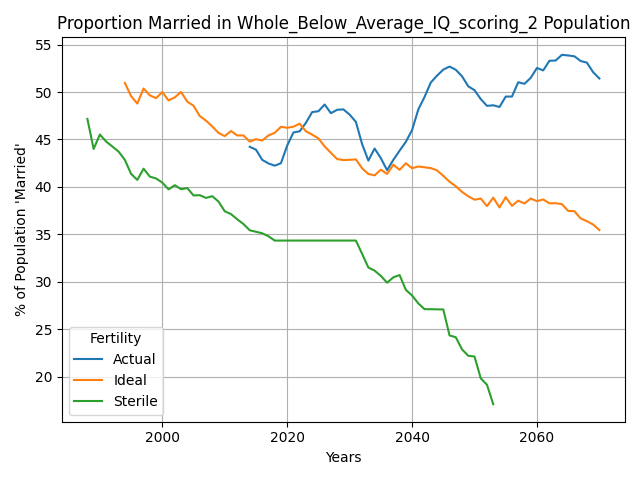 Proportion Married in Whole_Below_Average_IQ_scoring_2 Population
% of Population 'Married'
55
50
45
40
35
30
25
20
Fertility
Actual
Ideal
Sterile
2000
2020
2040
2060
Years